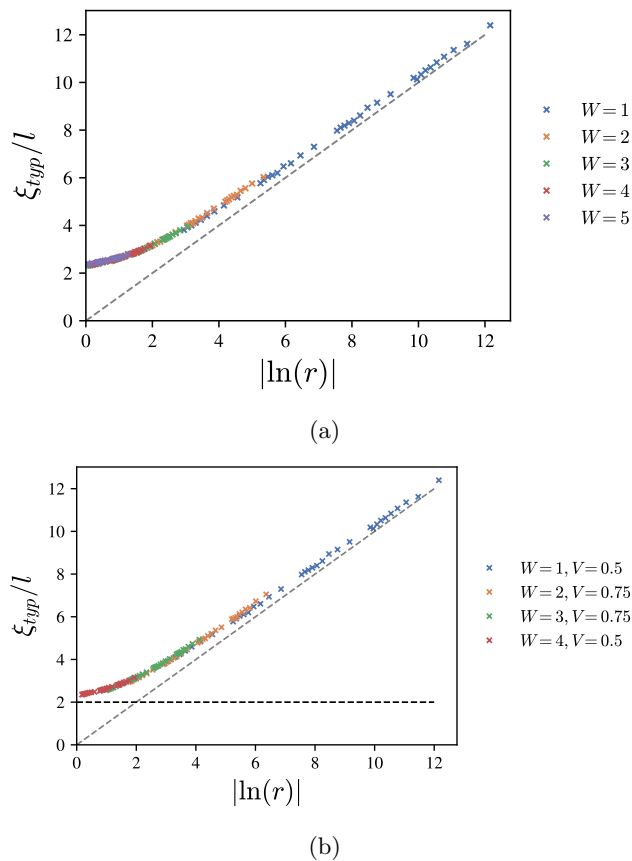 12
10
8
6
4
2
0
ξ_typ/l
0 2 4 6 8 10 12
|ln(r)|
W = 1
W = 2
W = 3
W = 4
W = 5
(a)
12
10
8
6
4
2
0
ξ_typ/l
0 2 4 6 8 10 12
|ln(r)|
W = 1, V = 0.5
W = 2, V = 0.75
W = 3, V = 0.75
W = 4, V = 0.5
(b)